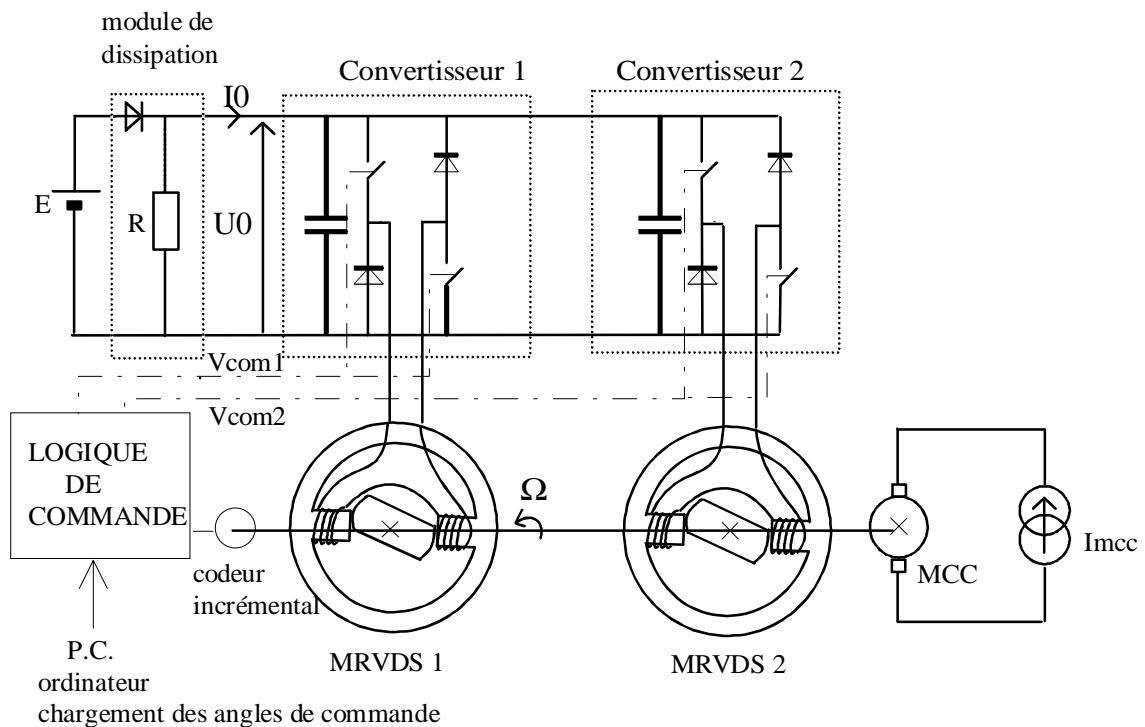 module de
dissipation
Convertisseur 1
Convertisseur 2
I0
E
R
U0
Vcom1
Vcom2
LOGIQUE
DE
COMMANDE
Ω
codeur
incrémental
MCC
Imcc
P.C.
ordinateur
chargement des angles de commande
MRVDS 1
MRVDS 2